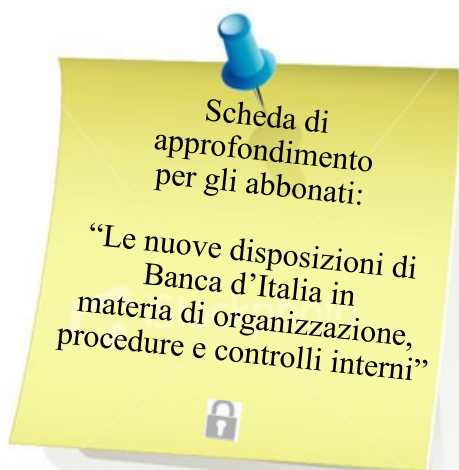 Scheda di
approfondimento
per gli abbonati:
“Le nuove disposizioni di
Banca d’Italia in
materia di organizzazione,
procedure e controlli interni”